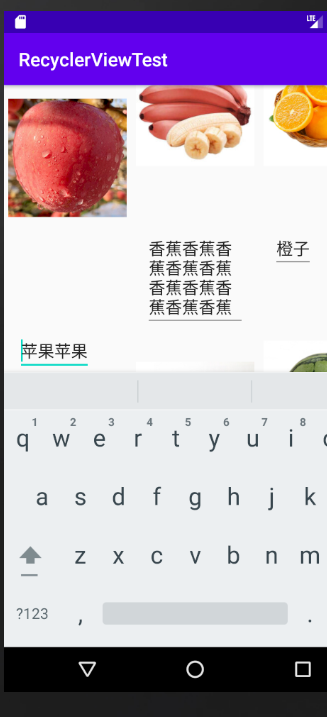 LTE
RecyclerViewTest
香蕉香蕉香
蕉香蕉香蕉
香蕉香蕉香
蕉香蕉香蕉
橙子
苹果苹果
1 2 3 4 5 6 7 8
q w e r t y u i
a s d f g h j k
z x c v b n m
?123 , .